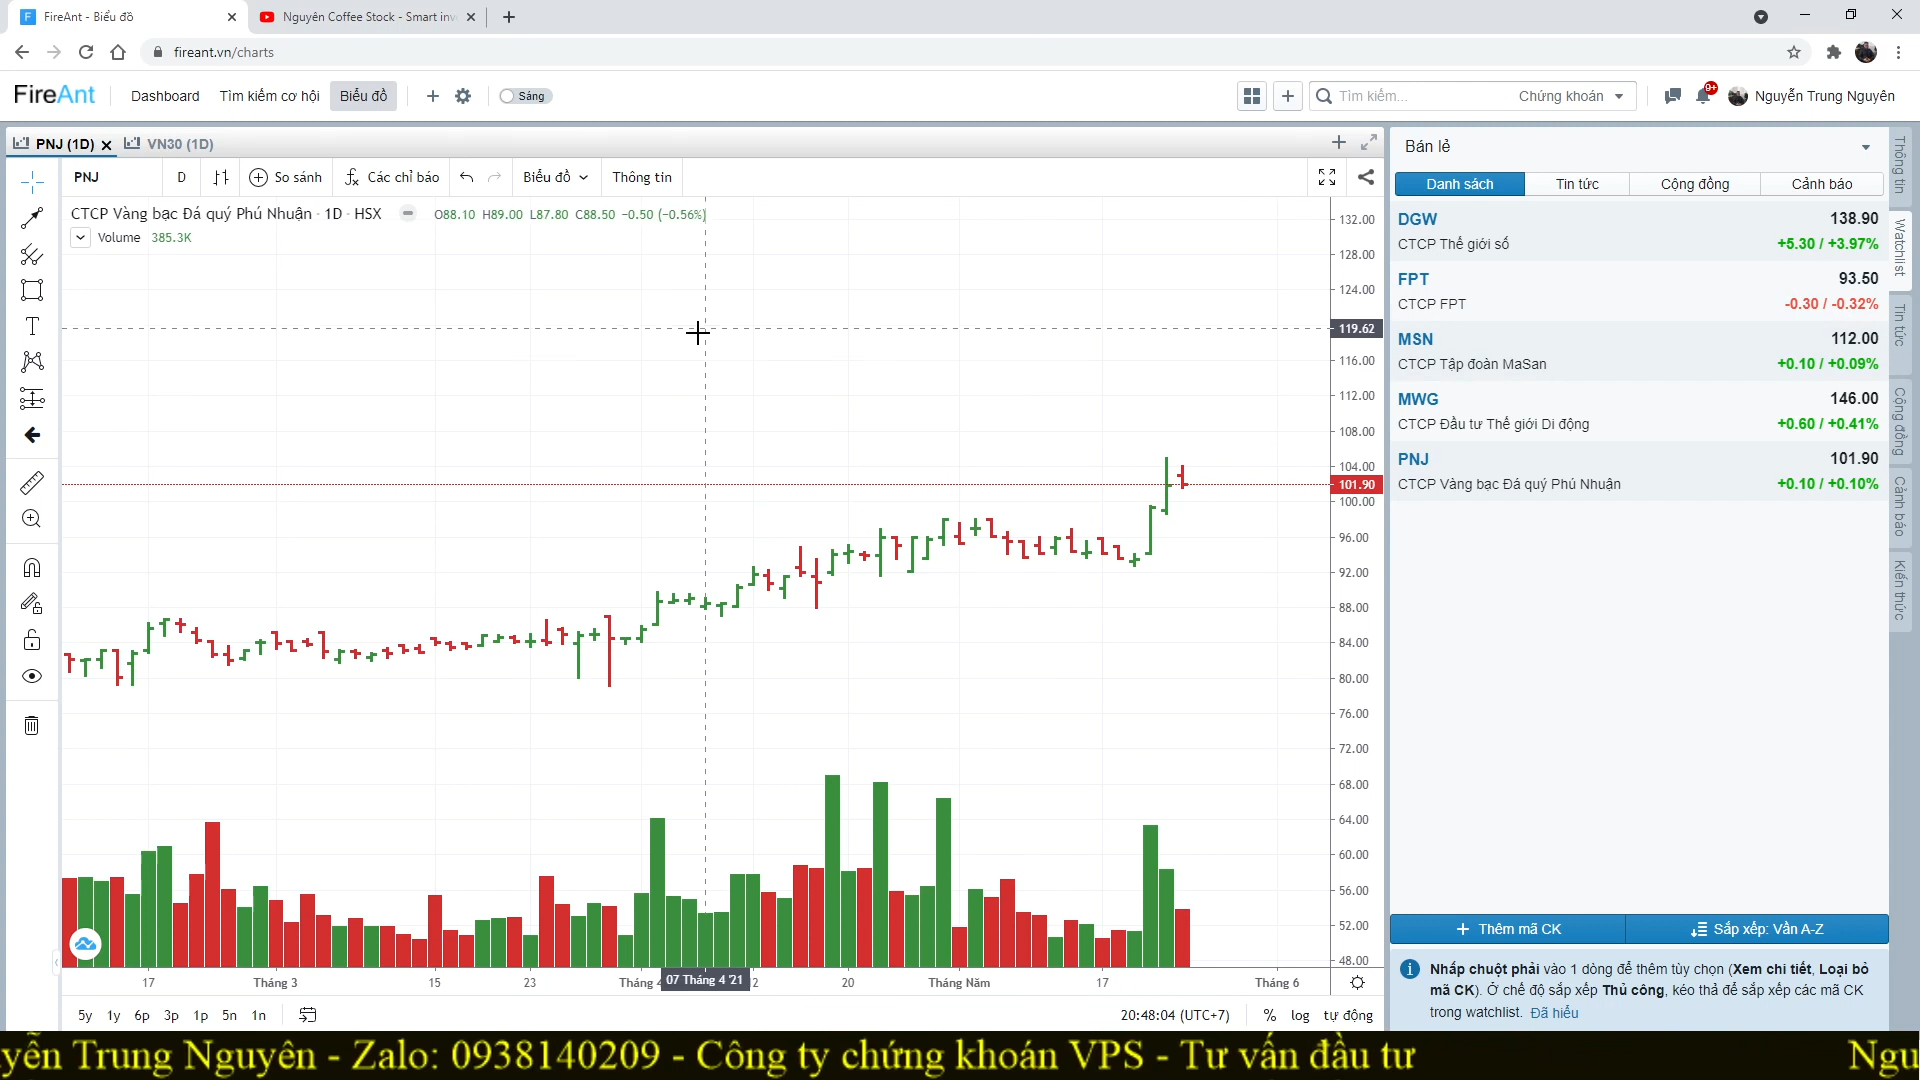 FireAnt - Biểu đồ
Nguyên Coffee Stock - Smart inv
fireant.vn/charts
FireAnt
Dashboard
Tìm kiếm cơ hội
Biểu đồ
Sáng
Tìm kiếm...
Chứng khoán
9+
Nguyễn Trung Nguyên
PNJ (1D)
VN30 (1D)
PNJ
D
So sánh
Các chỉ báo
Biểu đồ
Thông tin
CTCP Vàng bạc Đá quý Phú Nhuận · 1D · HSX
O88.10 H89.00 L87.80 C88.50 −0.50 (−0.56%)
Volume 385.3K
132.00
128.00
124.00
119.62
116.00
112.00
108.00
104.00
101.90
100.00
96.00
92.00
88.00
84.00
80.00
76.00
72.00
68.00
64.00
60.00
56.00
52.00
48.00
17
Tháng 3
15
23
Tháng 4
07 Tháng 4 '21
2
20
Tháng Năm
17
Tháng 6
5y
1y
6p
3p
1p
5n
1n
20:48:04 (UTC+7)
%
log
tự động
Bán lẻ
Danh sách
Tin tức
Cộng đồng
Cảnh báo
DGW
138.90
CTCP Thế giới số
+5.30 / +3.97%
FPT
93.50
CTCP FPT
-0.30 / -0.32%
MSN
112.00
CTCP Tập đoàn MaSan
+0.10 / +0.09%
MWG
146.00
CTCP Đầu tư Thế giới Di động
+0.60 / +0.41%
PNJ
101.90
CTCP Vàng bạc Đá quý Phú Nhuận
+0.10 / +0.10%
Thêm mã CK
Sắp xếp: Vần A-Z
Nhấp chuột phải vào 1 dòng để thêm tùy chọn (Xem chi tiết, Loại bỏ
mã CK). Ở chế độ sắp xếp Thủ công, kéo thả để sắp xếp các mã CK
trong watchlist. Đã hiểu
Thông tin
Watchlist
Tin tức
Cộng đồng
Cảnh báo
Kiến thức
yễn Trung Nguyên - Zalo: 0938140209 - Công ty chứng khoán VPS - Tư vấn đầu tư
Ngu